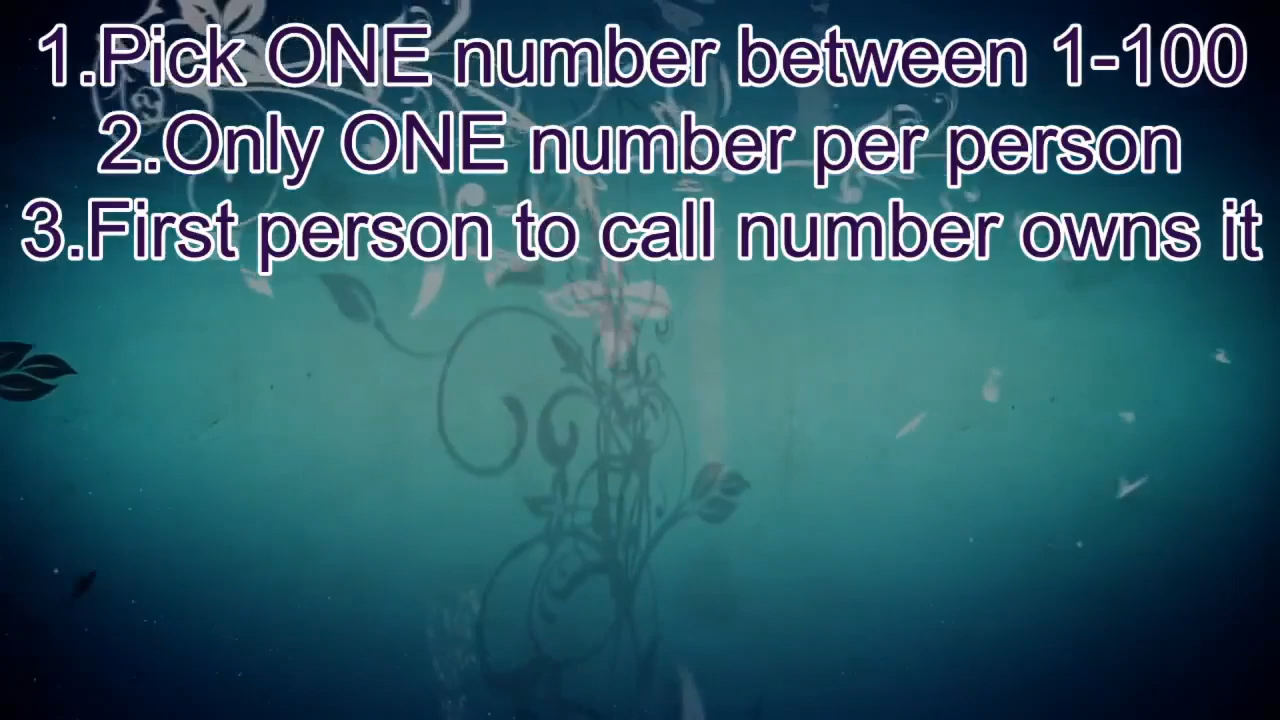 1.Pick ONE number between 1-100
2.Only ONE number per person
3.First person to call number owns it